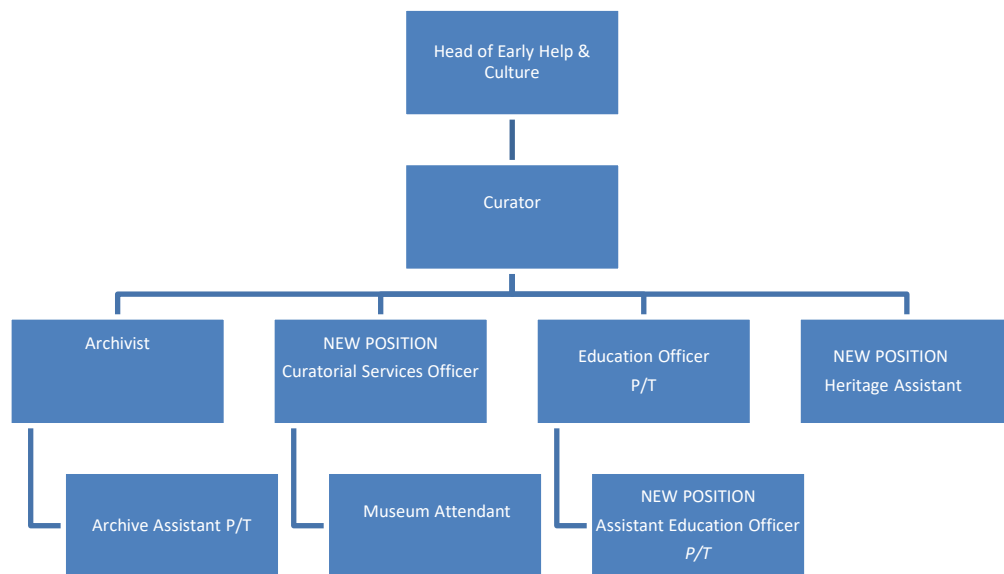 Head of Early Help &
Culture
Curator
Archivist
NEW POSITION
Curatorial Services Officer
Education Officer
P/T
NEW POSITION
Heritage Assistant
Archive Assistant P/T
Museum Attendant
NEW POSITION
Assistant Education Officer
P/T